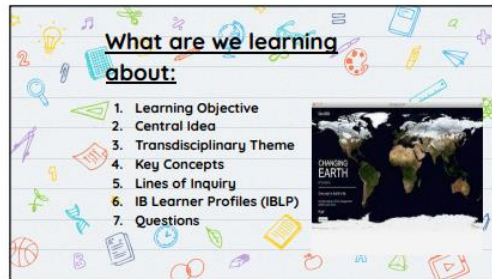 What are we learning
about:
1. Learning Objective
2. Central Idea
3. Transdisciplinary Theme
4. Key Concepts
5. Lines of Inquiry
6. IB Learner Profiles (IBLP)
7. Questions
CHANGING
EARTH